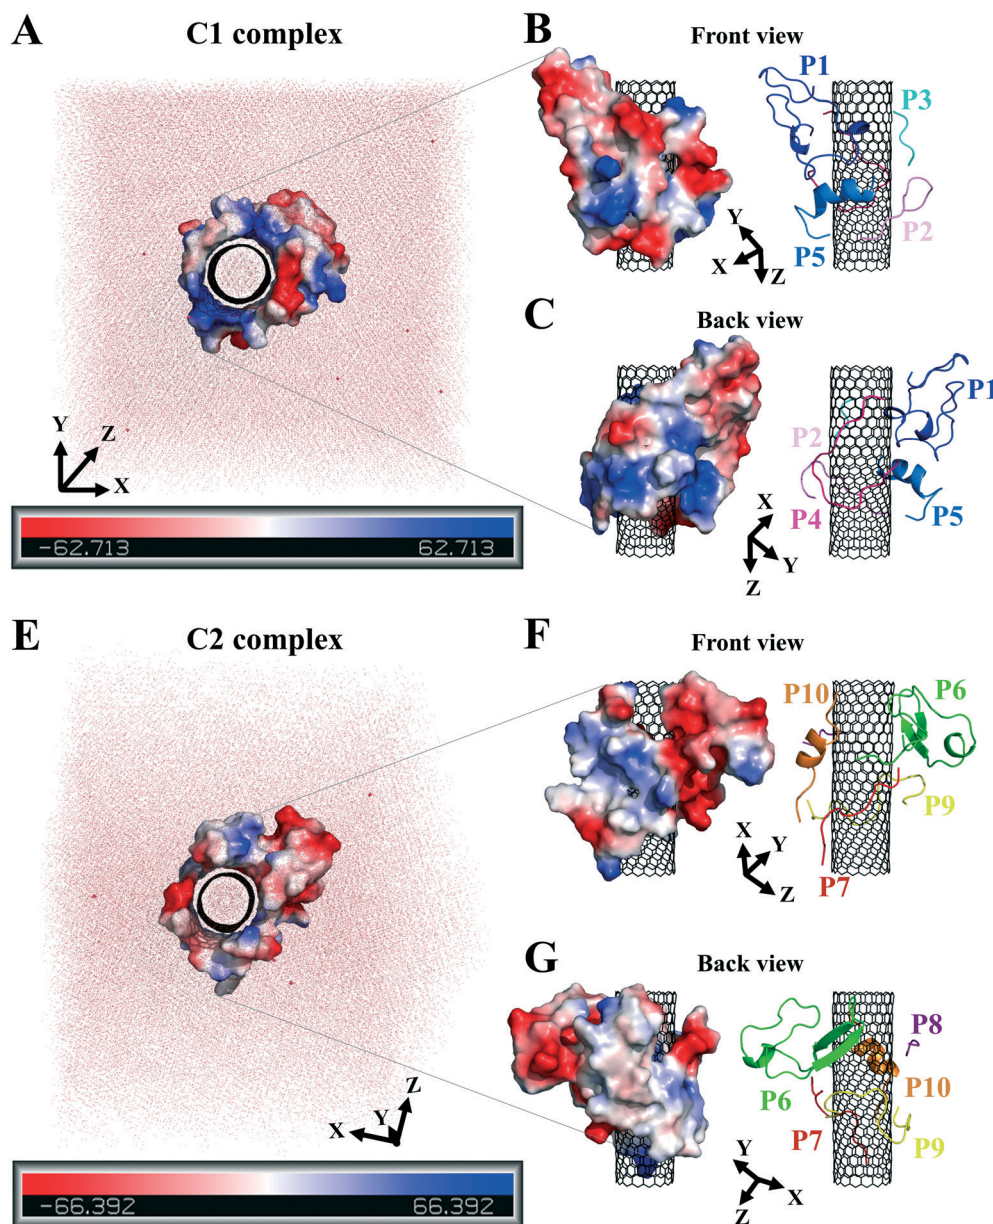 A
C1 complex
Y
Z
X
-62.713
62.713
B
Front view
P1
P3
P5
P2
Y
X
Z
C
Back view
P1
P2
P4
P5
X
Y
Z
E
C2 complex
Z
Y
X
-66.392
66.392
F
Front view
P10
P6
P9
P7
X
Y
Z
G
Back view
P8
P10
P6
P7
P9
Y
X
Z